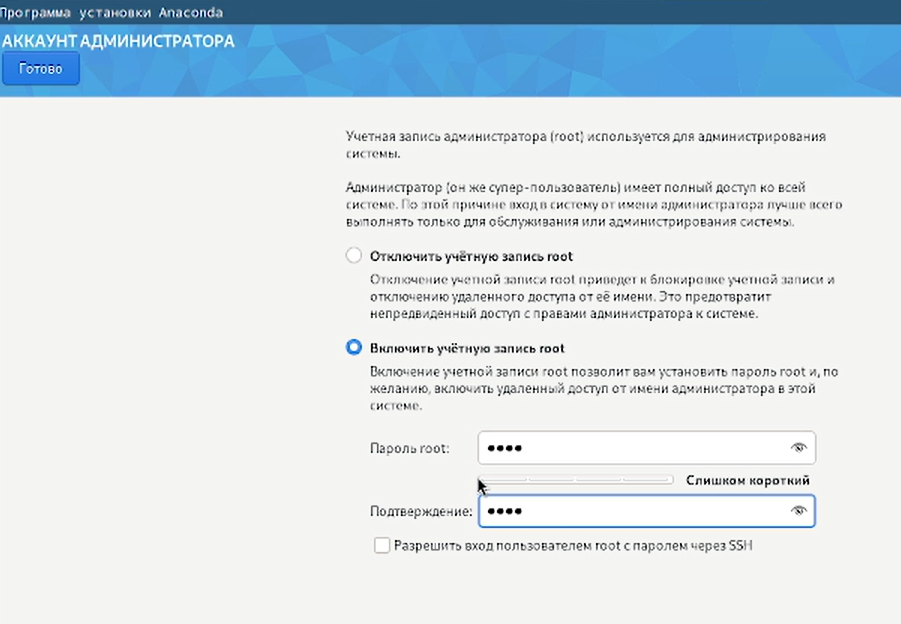 Программа установки Anaconda
АККАУНТ АДМИНИСТРАТОРА
Готово
Учетная запись администратора (root) используется для администрирования
системы.
Администратор (он же супер-пользователь) имеет полный доступ ко всей
системе. По этой причине вход в систему от имени администратора лучше всего
выполнять только для обслуживания или администрирования системы.
Отключить учётную запись root
Отключение учетной записи root приведет к блокировке учетной записи и
отключению удаленного доступа от её имени. Это предотвратит
непредвиденный доступ с правами администратора к системе.
Включить учётную запись root
Включение учетной записи root позволит вам установить пароль root и, по
желанию, включить удаленный доступ от имени администратора в этой
системе.
Пароль root: ••••
Слишком короткий
Подтверждение: ••••
Разрешить вход пользователем root с паролем через SSH